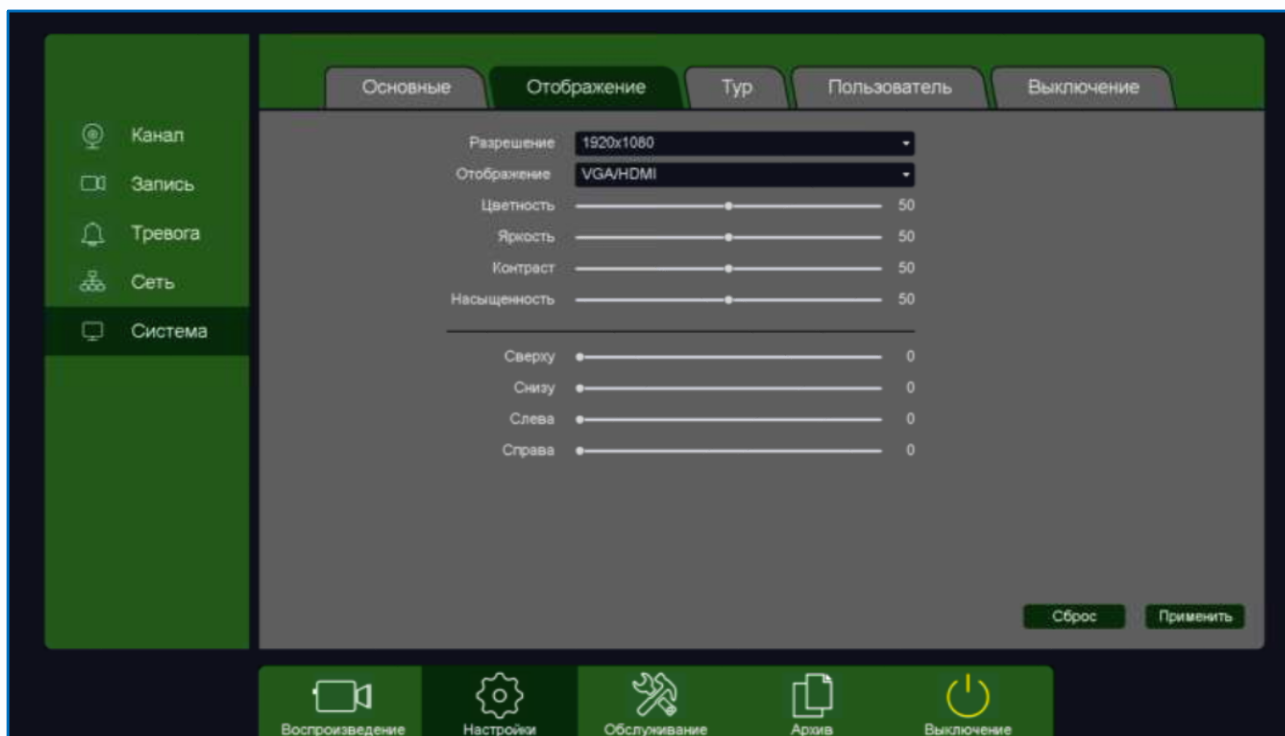 Основные Отображение Тур Пользователь Выключение
Канал
Запись
Тревога
Сеть
Система
Разрешение 1920x1080
Отображение VGA/HDMI
Цветность 50
Яркость 50
Контраст 50
Насыщенность 50
Сверху 0
Снизу 0
Слева 0
Справа 0
Сброс Применить
Воспроизведение Настройки Обслуживание Архив Выключение